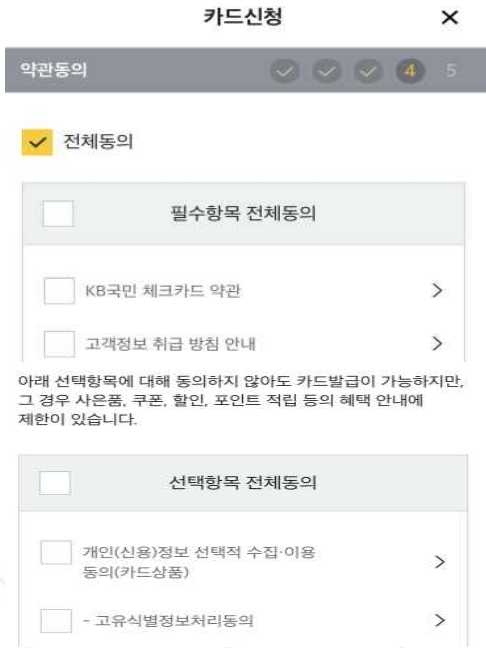 카드신청
약관동의 4 5
전체동의
필수항목 전체동의
KB국민 체크카드 약관
고객정보 취급 방침 안내
아래 선택항목에 대해 동의하지 않아도 카드발급이 가능하지만,
그 경우 사은품, 쿠폰, 할인, 포인트 적립 등의 혜택 안내에
제한이 있습니다.
선택항목 전체동의
개인(신용)정보 선택적 수집·이용
동의(카드상품)
- 고유식별정보처리동의